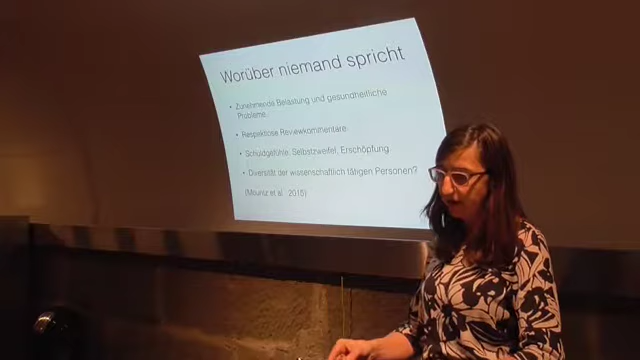 Worüber niemand spricht
• Zunehmende Belastung und gesundheitliche
Probleme.
• Respektlose Reviewkommentare.
• Schuldgefühle, Selbstzweifel, Erschöpfung.
• Diversität der wissenschaftlich tätigen Personen?
(Mountz et al. 2015)